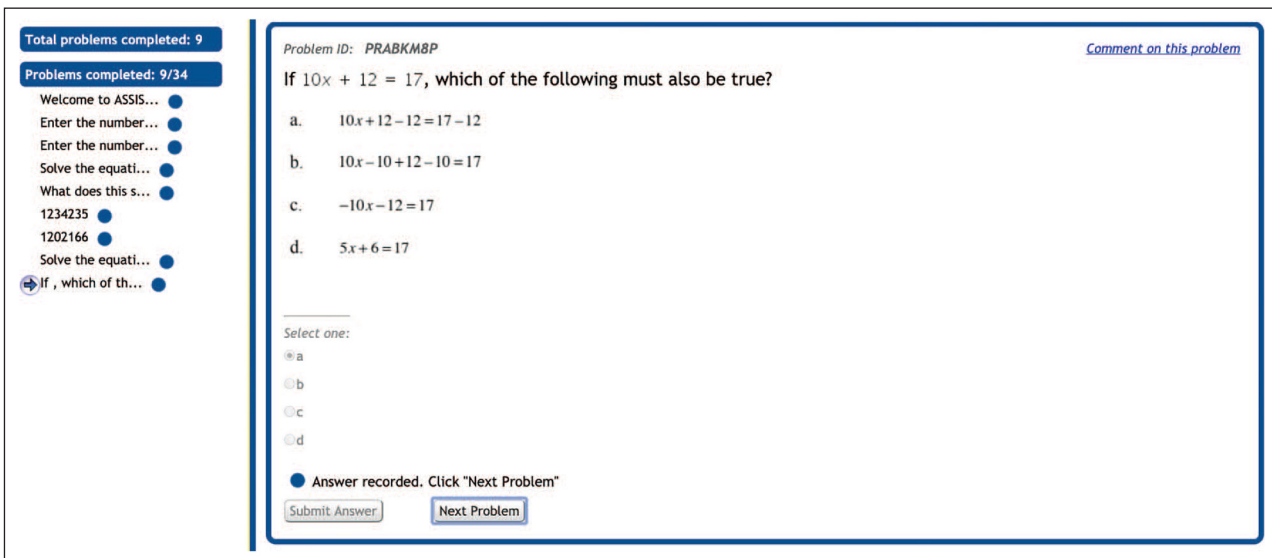 Total problems completed: 9
Problems completed: 9/34
Welcome to ASSIS...
Enter the number...
Enter the number...
Solve the equati...
What does this s...
1234235
1202166
Solve the equati...
If , which of th...
Problem ID: PRABKM8P
Comment on this problem
If 10x + 12 = 17, which of the following must also be true?
a. 10x+12–12=17–12
b. 10x–10+12–10=17
c. –10x–12=17
d. 5x+6=17
Select one:
a
b
c
d
Answer recorded. Click "Next Problem"
Submit Answer Next Problem